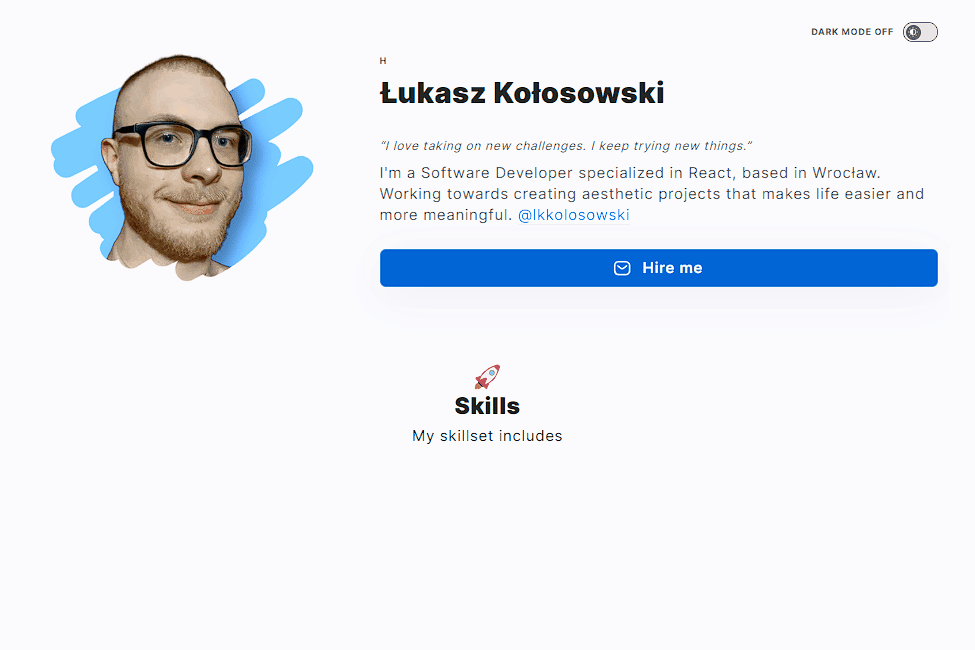 DARK MODE OFF
H
Łukasz Kołosowski
“I love taking on new challenges. I keep trying new things.”
I'm a Software Developer specialized in React, based in Wrocław.
Working towards creating aesthetic projects that makes life easier and
more meaningful. @lkkolosowski
Hire me
Skills
My skillset includes